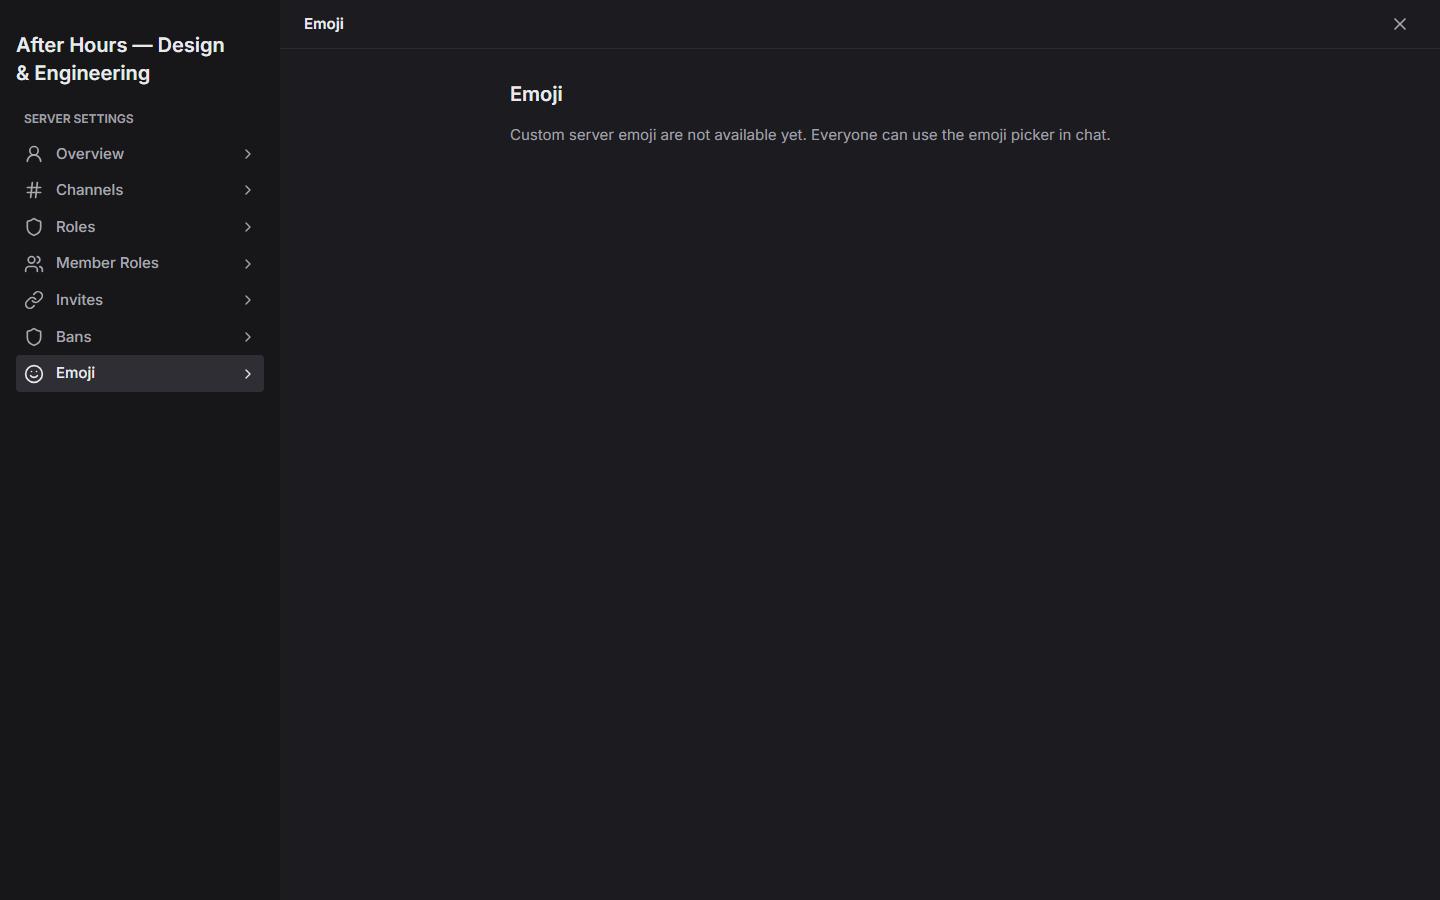 After Hours — Design
& Engineering
SERVER SETTINGS
Overview
Channels
Roles
Member Roles
Invites
Bans
Emoji
Emoji
Emoji
Custom server emoji are not available yet. Everyone can use the emoji picker in chat.